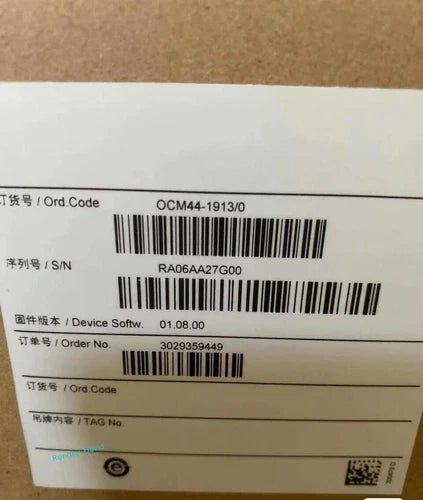 订货号 / Ord.Code OCM44-1913/0
序列号 / S/N RA06AA27G00
固件版本 / Device Softw. 01.08.00
订单号 / Order No. 3029359449
订货号 / Ord.Code
吊牌内容 / TAG No.